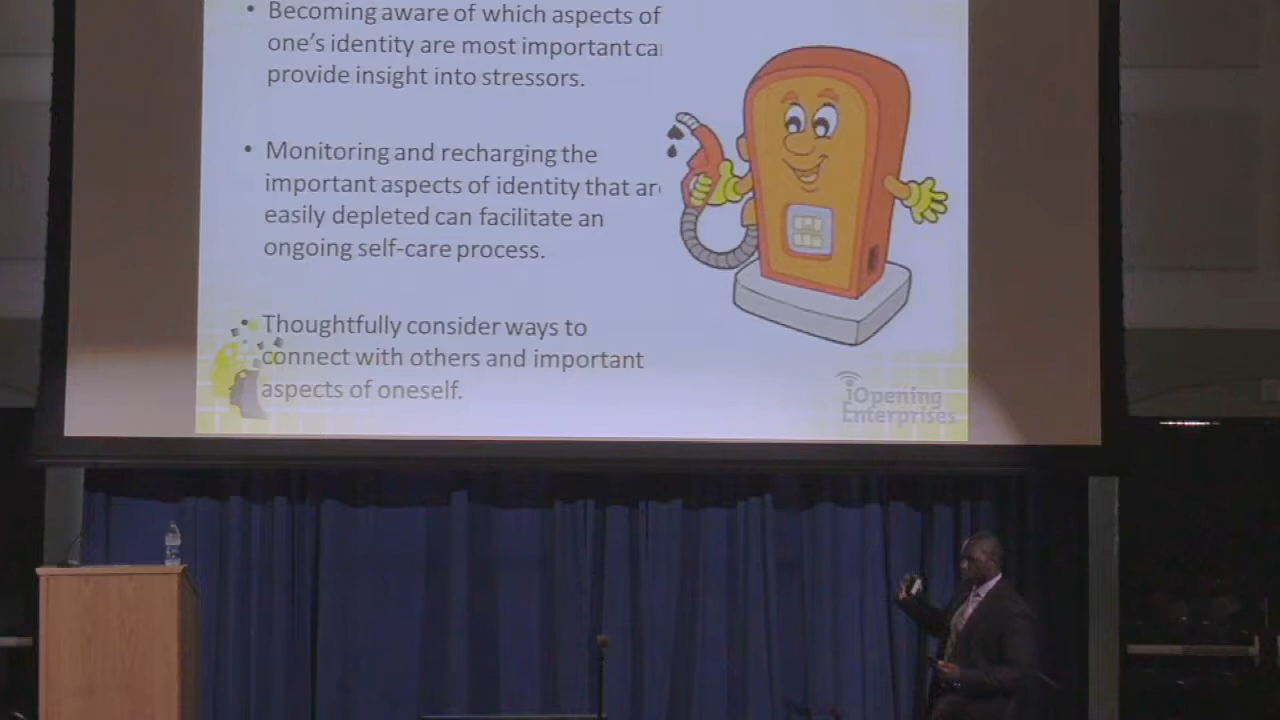 • Becoming aware of which aspects of
one's identity are most important ca
provide insight into stressors.
• Monitoring and recharging the
important aspects of identity that ar
easily depleted can facilitate an
ongoing self-care process.
• Thoughtfully consider ways to
connect with others and important
aspects of oneself.
iOpening
Enterprises